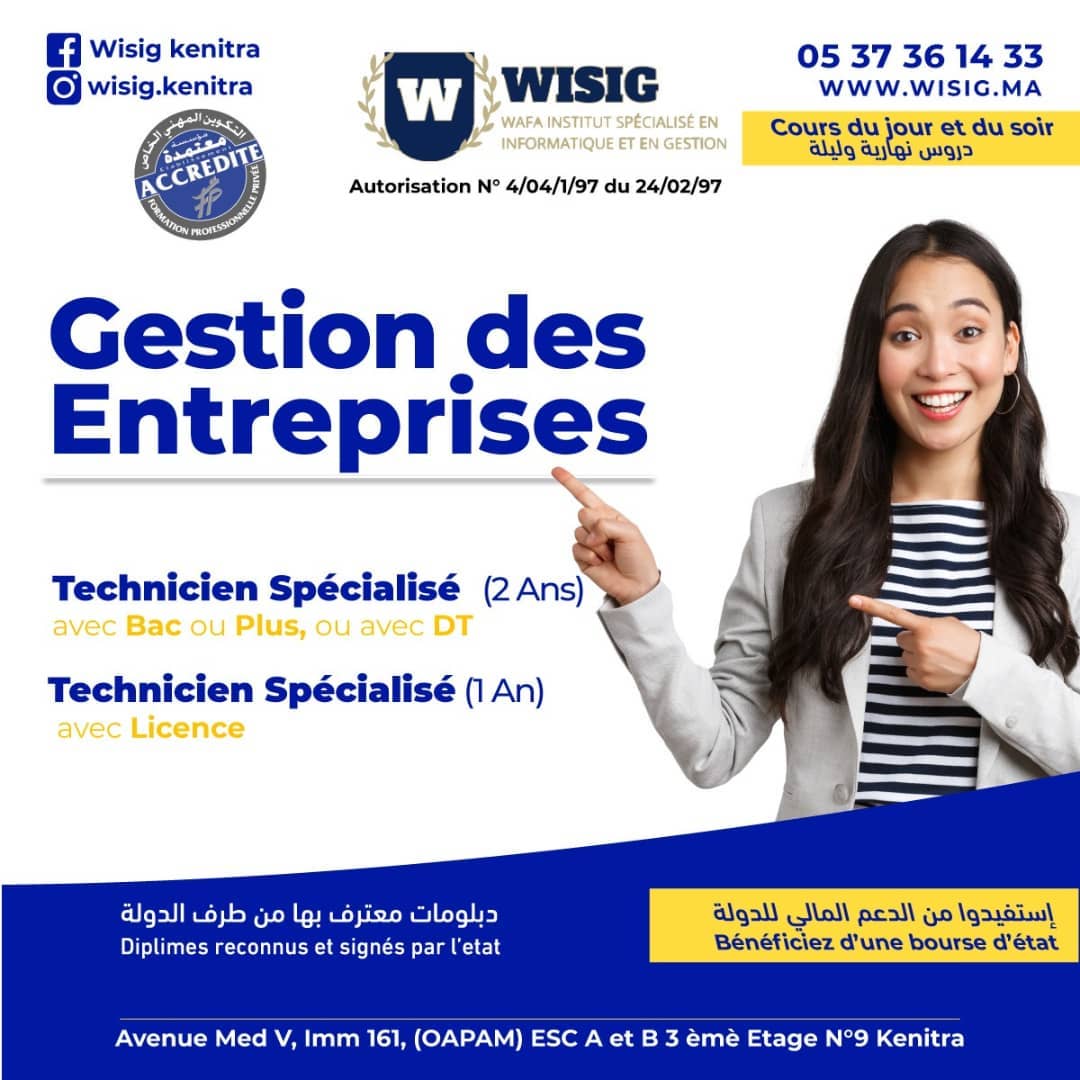 Wisig kenitra
wisig.kenitra
التكوين المهني الخاص
مؤسسة
معتمدة
Etablissement
ACCREDITE
FORMATION PROFESSIONNELLE PRIVÉE
W WISIG
WAFA INSTITUT SPÉCIALISÉ EN
INFORMATIQUE ET EN GESTION
Autorisation N° 4/04/1/97 du 24/02/97
05 37 36 14 33
WWW.WISIG.MA
Cours du jour et du soir
دروس نهارية وليلة
Gestion des
Entreprises
Technicien Spécialisé (2 Ans)
avec Bac ou Plus, ou avec DT
Technicien Spécialisé (1 An)
avec Licence
دبلومات معترف بها من طرف الدولة
Diplimes reconnus et signés par l'etat
إستفيدوا من الدعم المالي للدولة
Bénéficiez d'une bourse d'état
Avenue Med V, Imm 161, (OAPAM) ESC A et B 3 èmè Etage N°9 Kenitra